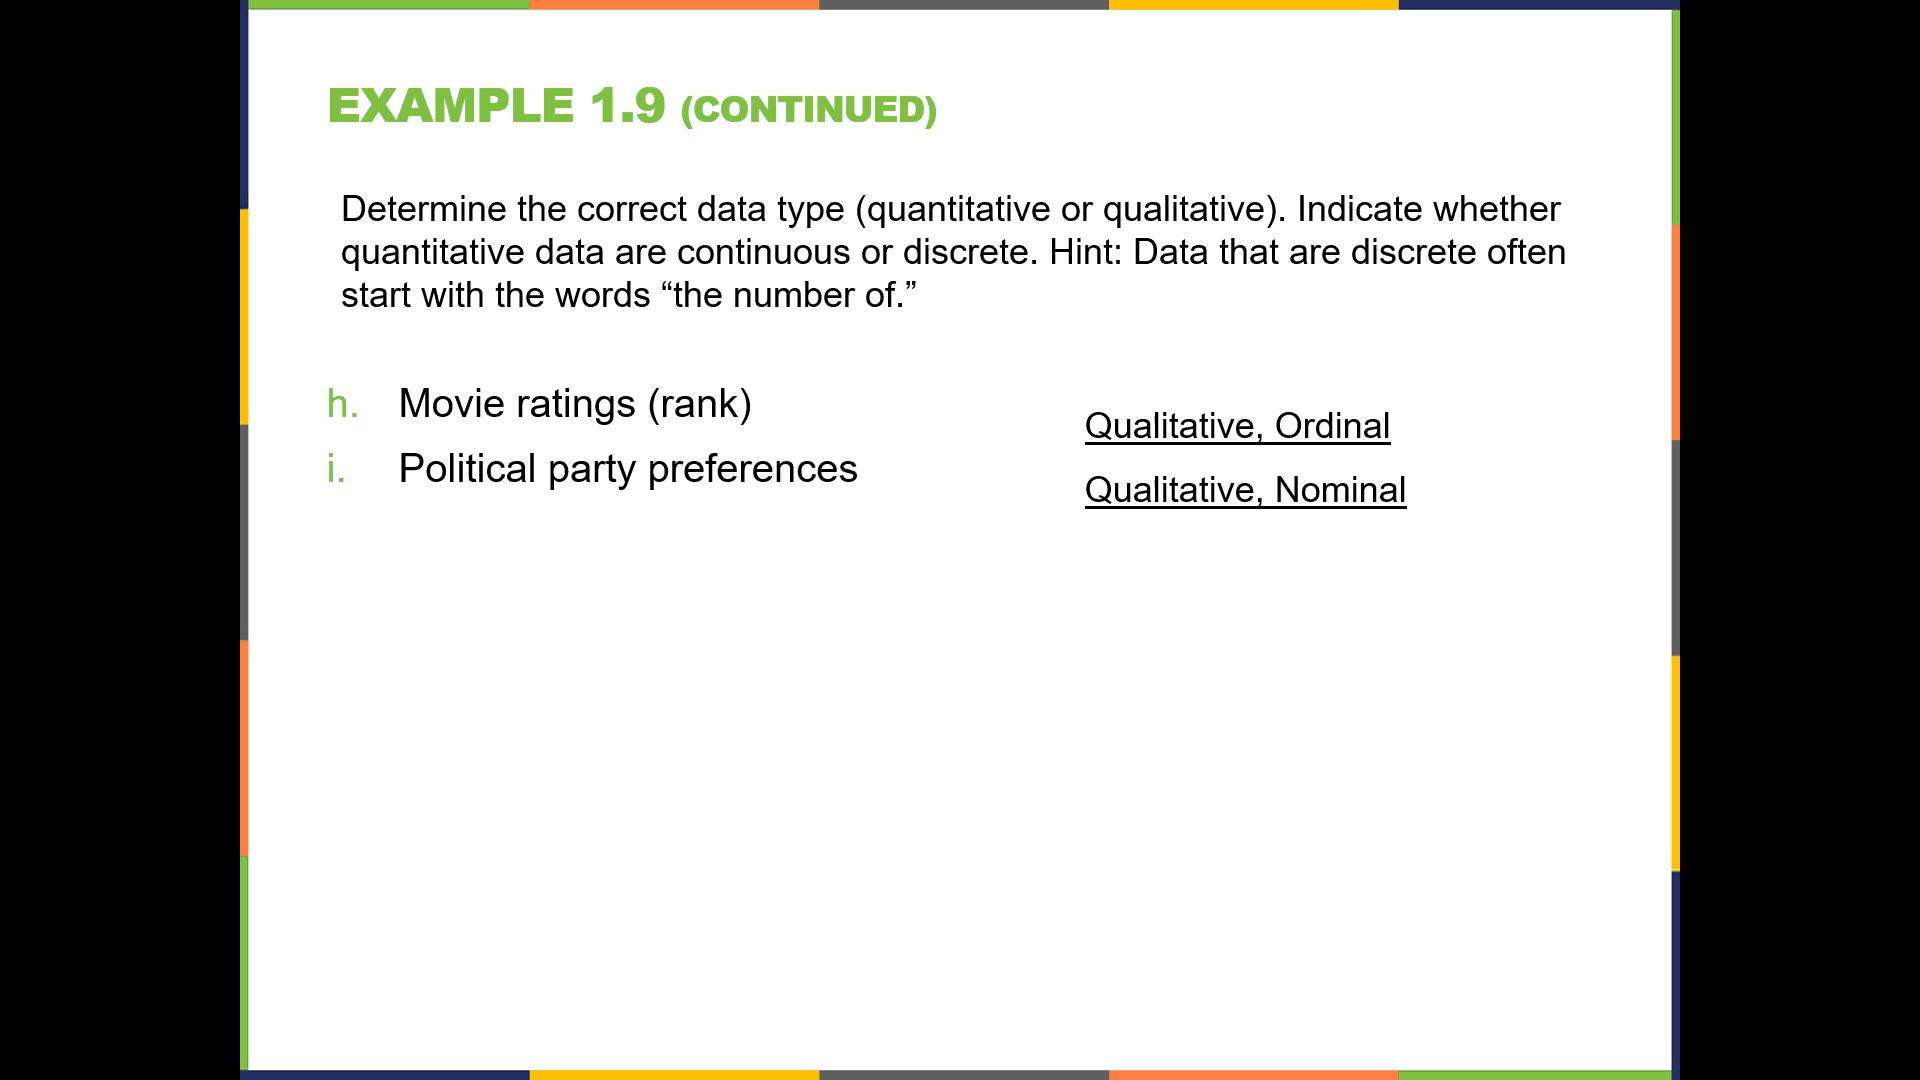 EXAMPLE 1.9 (CONTINUED)
Determine the correct data type (quantitative or qualitative). Indicate whether
quantitative data are continuous or discrete. Hint: Data that are discrete often
start with the words “the number of.”
h. Movie ratings (rank)
Qualitative, Ordinal
i. Political party preferences
Qualitative, Nominal